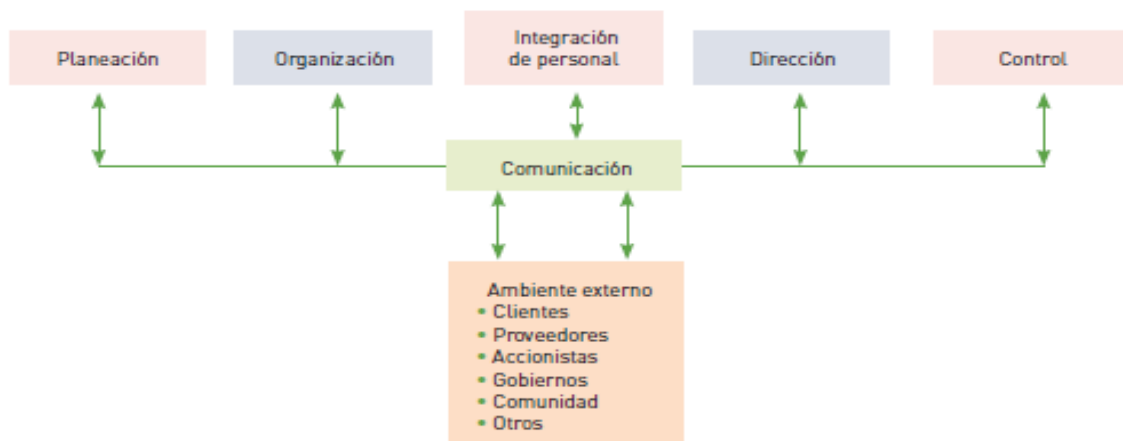 Planeación
Organización
Integración
de personal
Dirección
Control
Comunicación
Ambiente externo
• Clientes
• Proveedores
• Accionistas
• Gobiernos
• Comunidad
• Otros